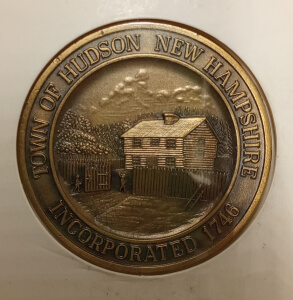 TOWN OF HUDSON NEW HAMPSHIRE
INCORPORATED 1746